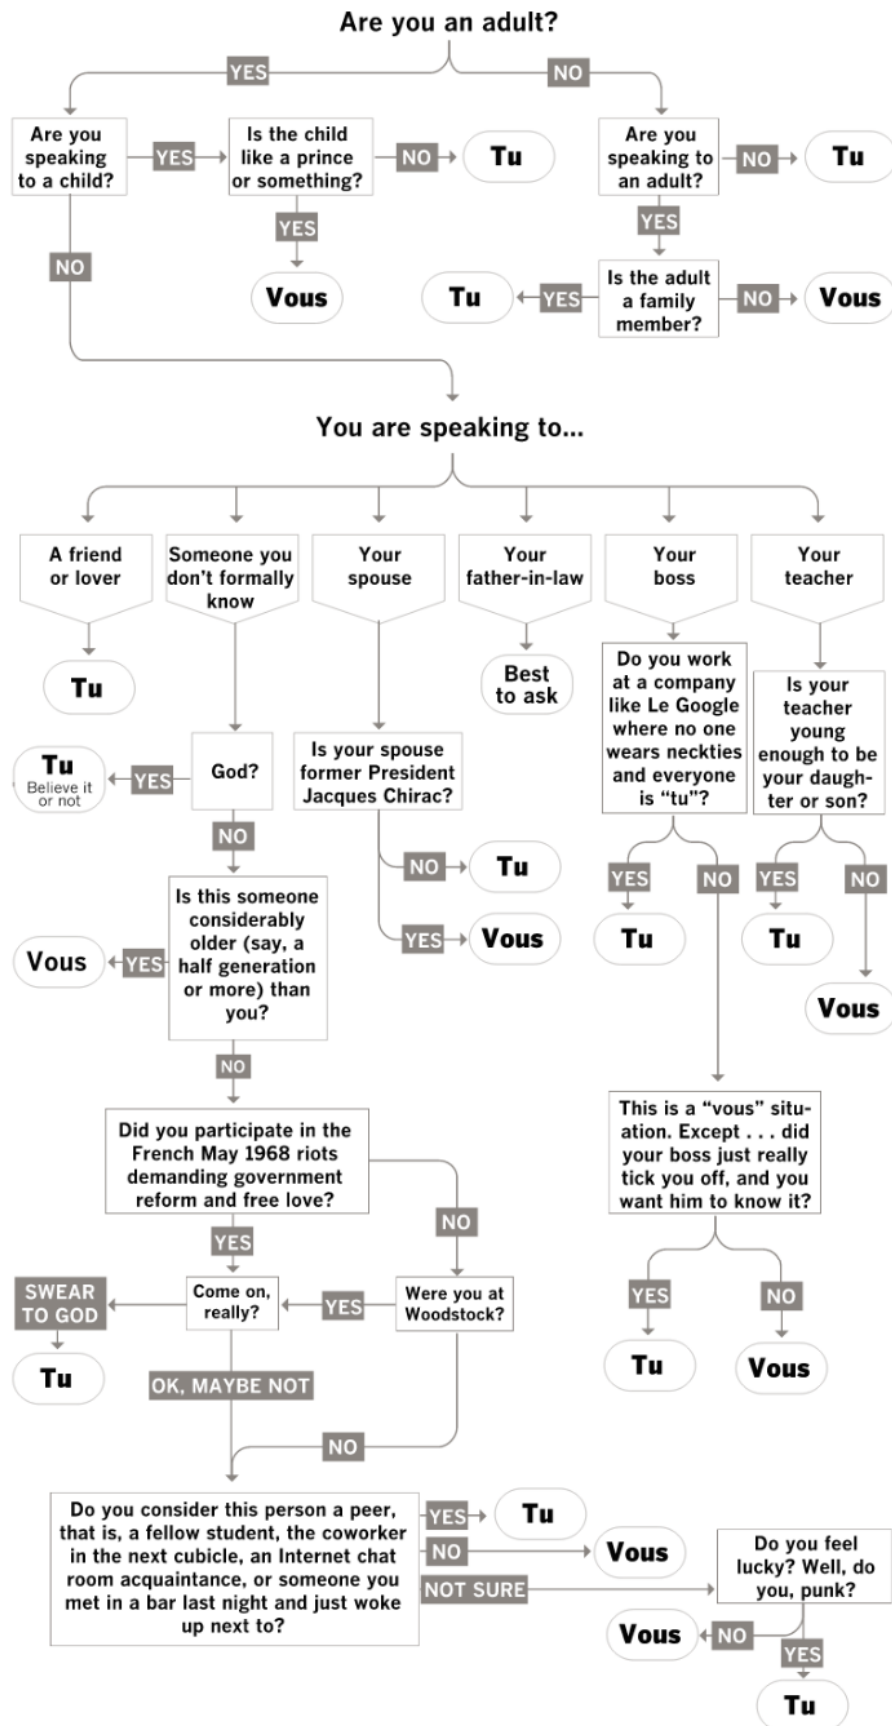 Are you an adult?
YES
NO
Are you
speaking
to a child?
YES
Is the child
like a prince
or something?
NO
Tu
Are you
speaking to
an adult?
NO
Tu
YES
YES
NO
Vous
Tu
YES
Is the adult
a family
member?
NO
Vous
You are speaking to...
A friend
or lover
Someone you
don't formally
know
Your
spouse
Your
father-in-law
Your
boss
Your
teacher
Tu
Best
to ask
Do you work
at a company
like Le Google
where no one
wears neckties
and everyone
is “tu”?
Is your
teacher
young
enough to be
your daugh-
ter or son?
Tu
Believe it
or not
YES
God?
Is your spouse
former President
Jacques Chirac?
NO
NO
Tu
YES
Vous
YES
NO
YES
NO
Tu
Tu
Vous
Vous
YES
Is this someone
considerably
older (say, a
half generation
or more) than
you?
NO
Did you participate in the
French May 1968 riots
demanding government
reform and free love?
This is a “vous” situ-
ation. Except . . . did
your boss just really
tick you off, and you
want him to know it?
YES
NO
SWEAR
TO GOD
Come on,
really?
YES
Were you at
Woodstock?
YES
NO
Tu
Tu
Vous
OK, MAYBE NOT
NO
Do you consider this person a peer,
that is, a fellow student, the coworker
in the next cubicle, an Internet chat
room acquaintance, or someone you
met in a bar last night and just woke
up next to?
YES
Tu
NO
Vous
NOT SURE
Do you feel
lucky? Well, do
you, punk?
Vous
NO
YES
Tu